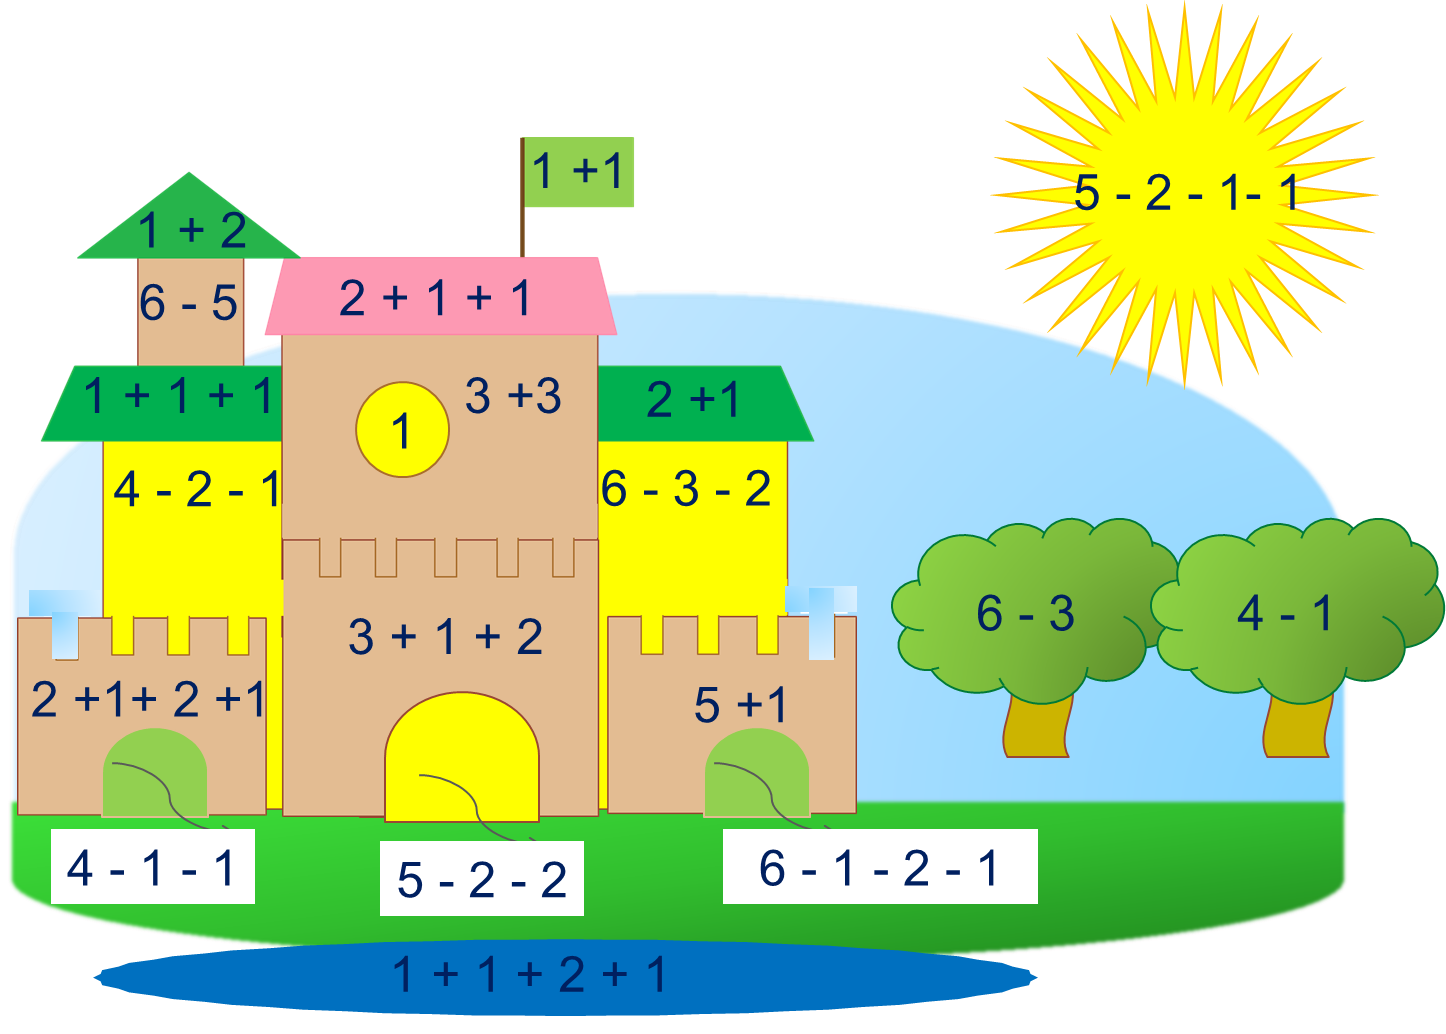 1 +1
5 - 2 - 1- 1
1 + 2
6 - 5
2 + 1 + 1
1 + 1 + 1
3 +3
2 +1
1
4 - 2 - 1
6 - 3 - 2
6 - 3
4 - 1
3 + 1 + 2
2 +1+ 2 +1
5 +1
4 - 1 - 1
5 - 2 - 2
6 - 1 - 2 - 1
1 + 1 + 2 + 1